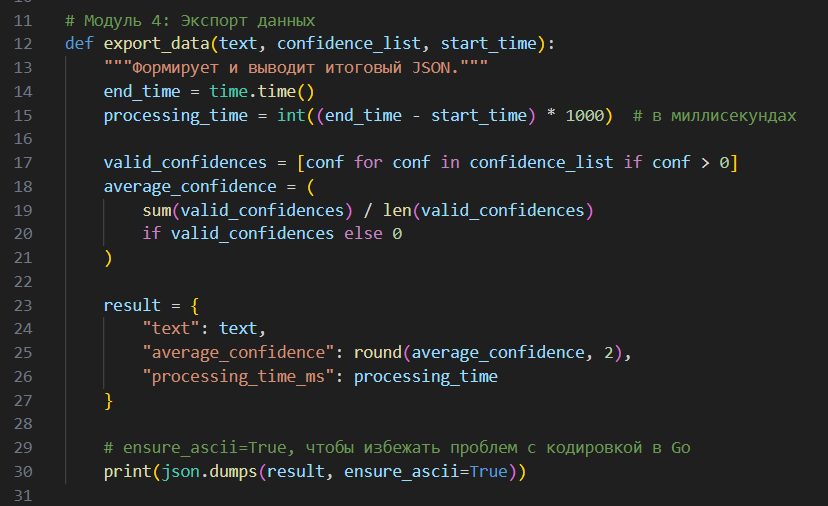 11 # Модуль 4: Экспорт данных
12 def export_data(text, confidence_list, start_time):
13     """Формирует и выводит итоговый JSON."""
14     end_time = time.time()
15     processing_time = int((end_time - start_time) * 1000)  # в миллисекундах
16
17     valid_confidences = [conf for conf in confidence_list if conf > 0]
18     average_confidence = (
19         sum(valid_confidences) / len(valid_confidences)
20         if valid_confidences else 0
21     )
22
23     result = {
24         "text": text,
25         "average_confidence": round(average_confidence, 2),
26         "processing_time_ms": processing_time
27     }
28
29     # ensure_ascii=True, чтобы избежать проблем с кодировкой в Go
30     print(json.dumps(result, ensure_ascii=True))
31